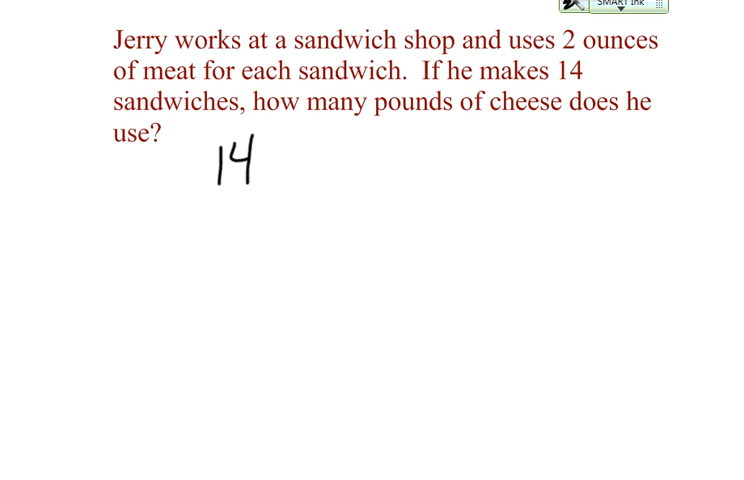 SMART Ink
Jerry works at a sandwich shop and uses 2 ounces
of meat for each sandwich.  If he makes 14
sandwiches, how many pounds of cheese does he
use?
14